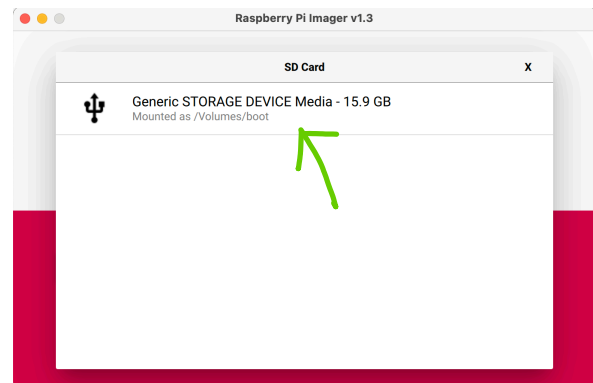 Raspberry Pi Imager v1.3
SD Card X
Generic STORAGE DEVICE Media - 15.9 GB
Mounted as /Volumes/boot